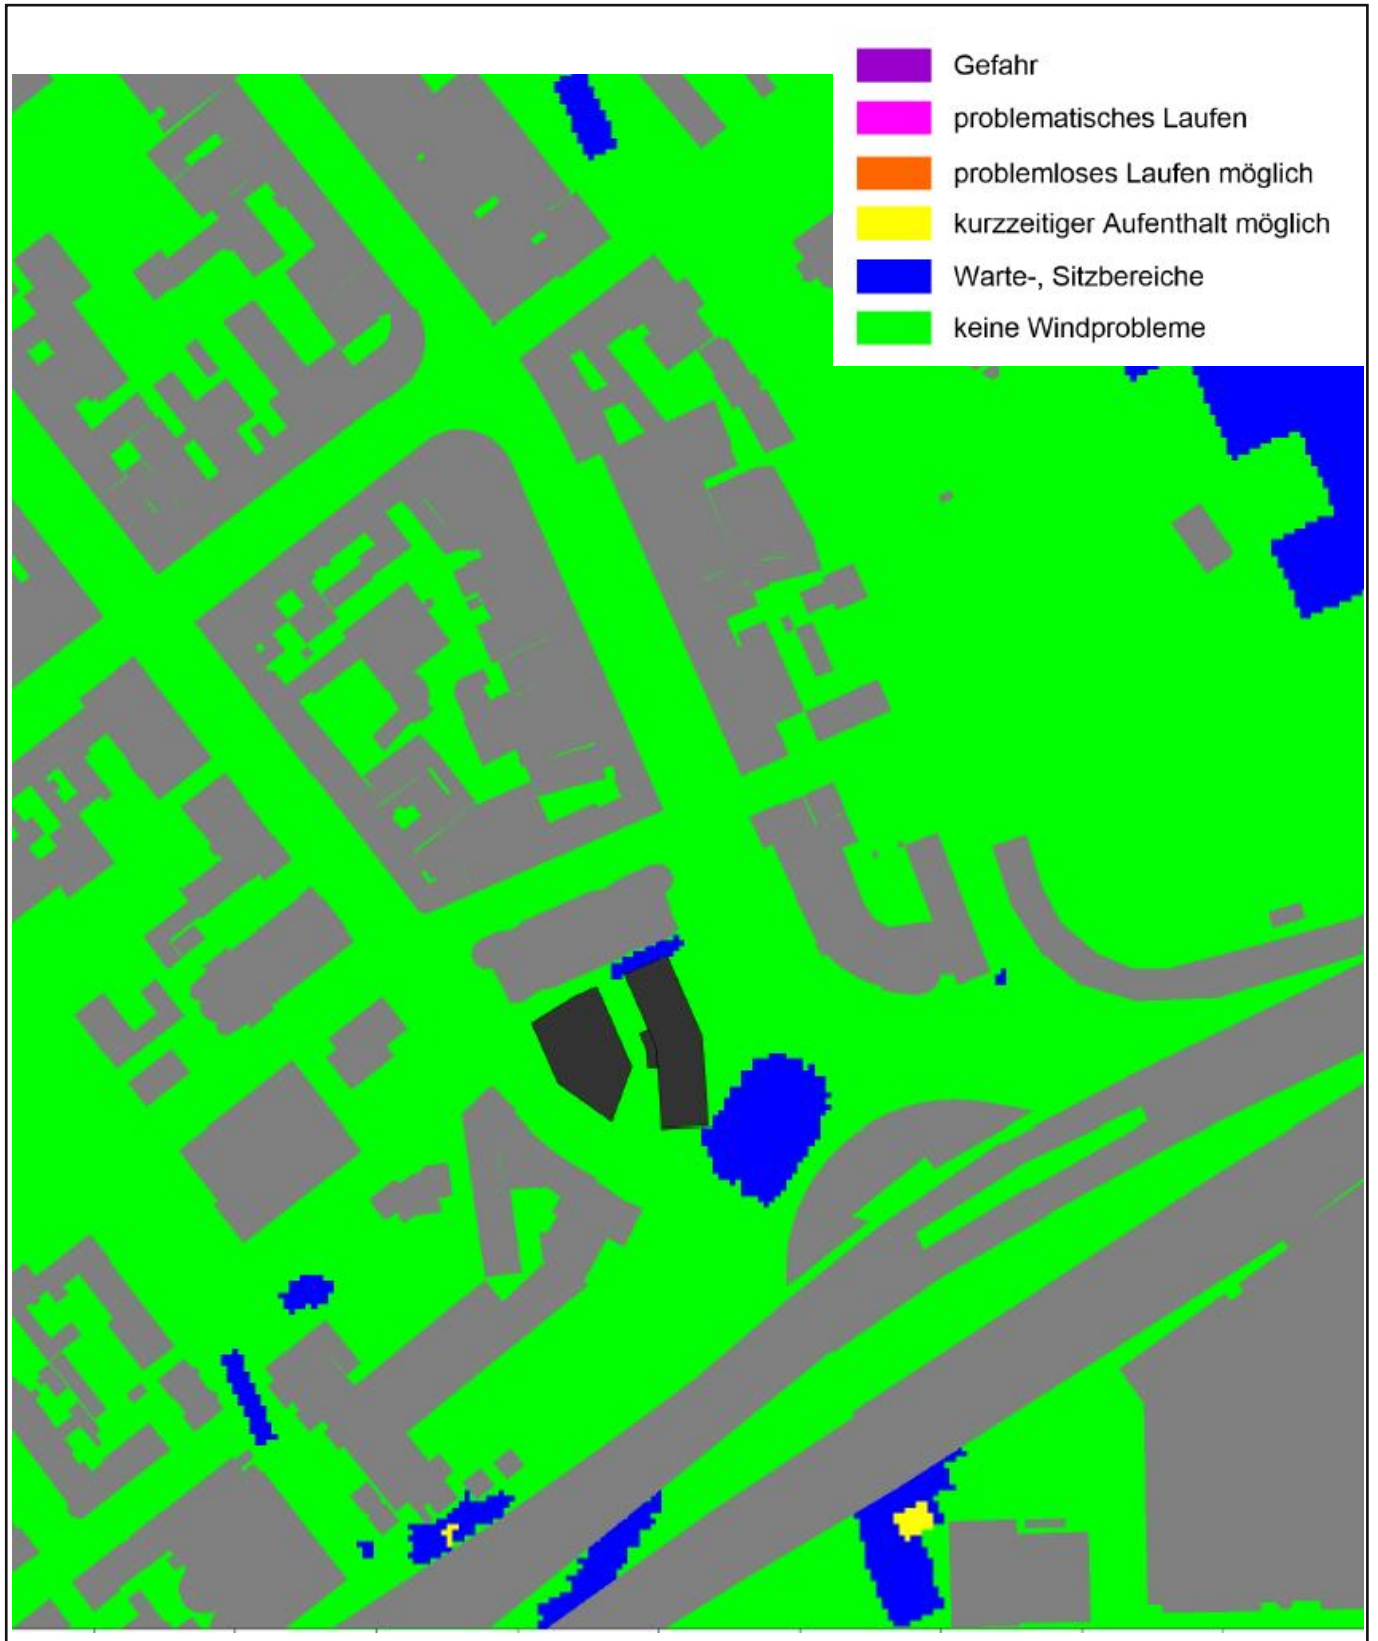 Gefahr
problematisches Laufen
problemloses Laufen möglich
kurzzeitiger Aufenthalt möglich
Warte-, Sitzbereiche
keine Windprobleme